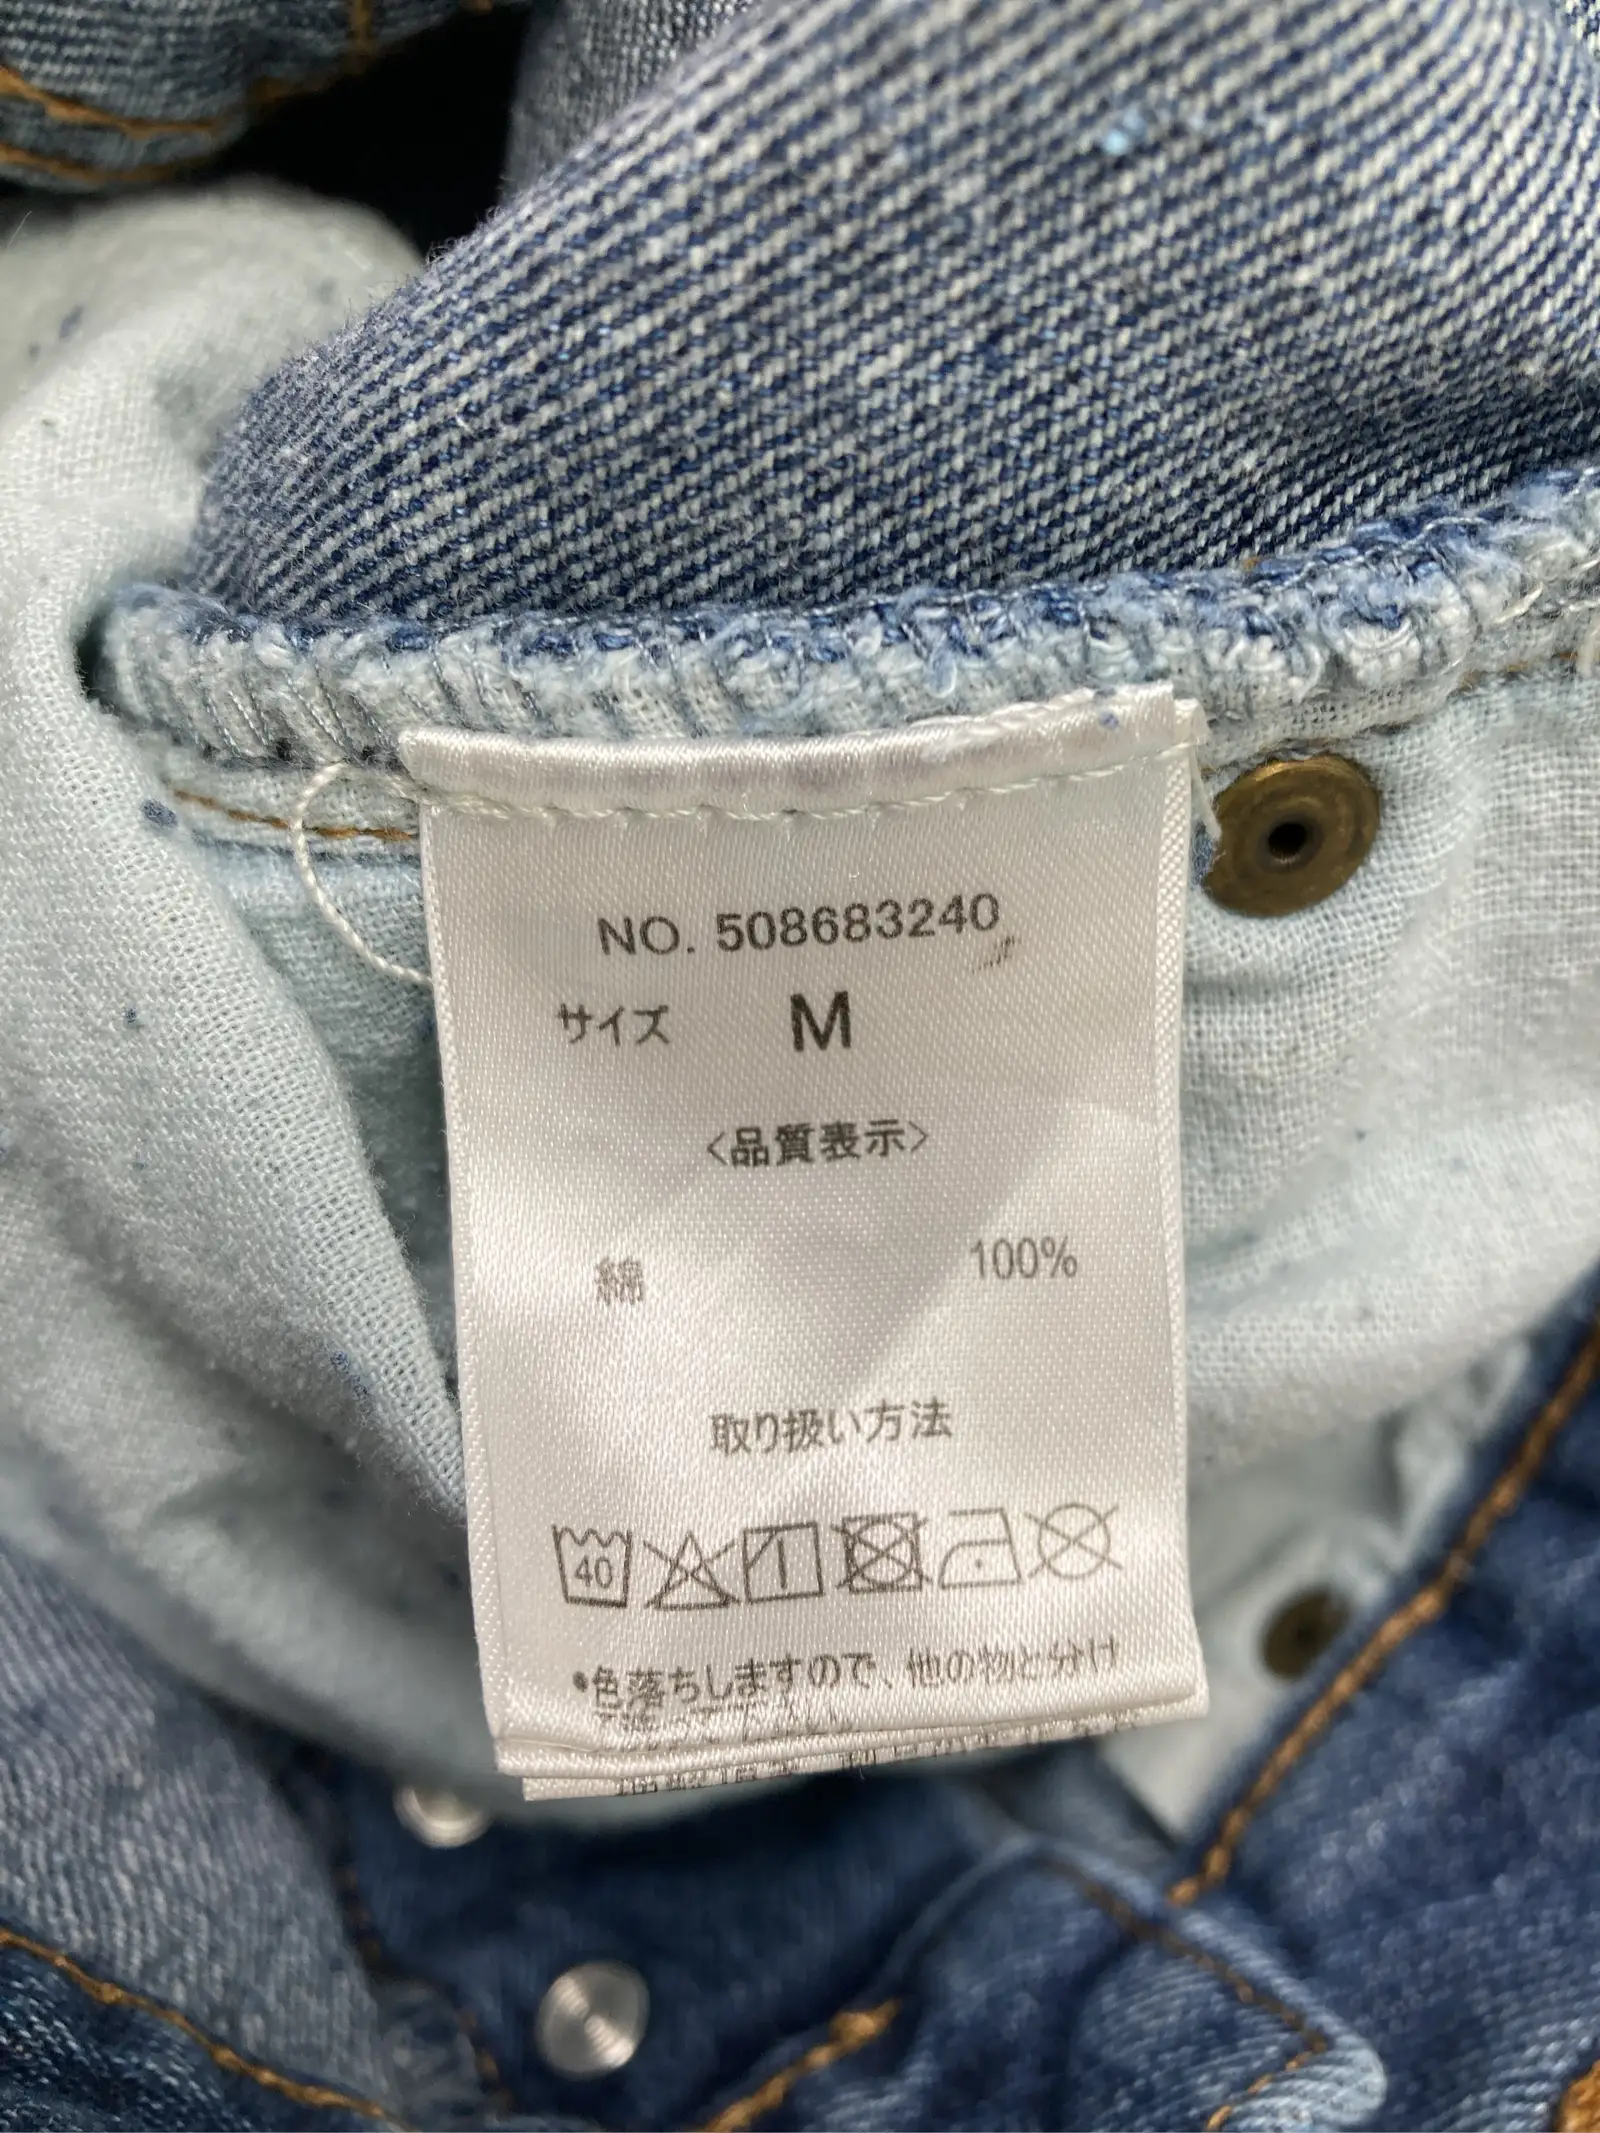 NO. 508683240
サイズ M
<品質表示>
綿 100%
取り扱い方法
40
*色落ちしますので、他の物と分け